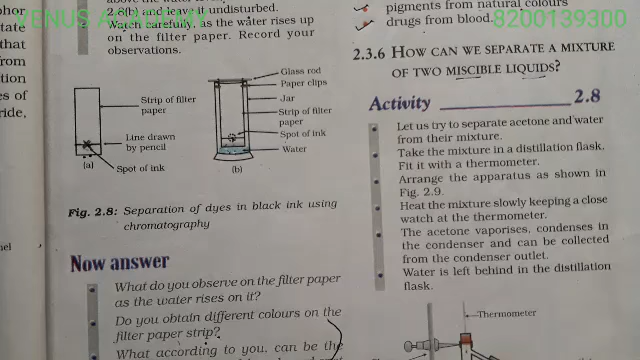 VENUS ACADEMY
8200139300
2.8(b) and leave it undisturbed.
Watch carefully, as the water rises up
on the filter paper. Record your
observations.
Strip of filter
paper
Line drawn
by pencil
Spot of ink
(a)
Glass rod
Paper clips
Jar
Strip of filter
paper
Spot of ink
Water
(b)
Fig. 2.8: Separation of dyes in black ink using
chromatography
Now answer
What do you observe on the filter paper
as the water rises on it?
Do you obtain different colours on the
filter paper strip?
What according to you, can be the
pigments from natural colours
drugs from blood.
2.3.6 HOW CAN WE SEPARATE A MIXTURE
OF TWO MISCIBLE LIQUIDS?
Activity 2.8
Let us try to separate acetone and water
from their mixture.
Take the mixture in a distillation flask.
Fit it with a thermometer.
Arrange the apparatus as shown in
Fig. 2.9.
Heat the mixture slowly keeping a close
watch at the thermometer.
The acetone vaporises, condenses in
the condenser and can be collected
from the condenser outlet.
Water is left behind in the distillation
flask.
Thermometer